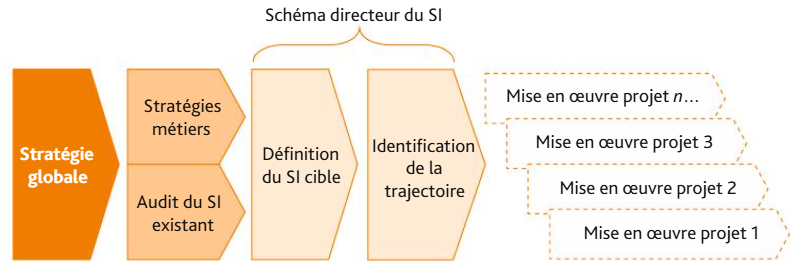 Schéma directeur du SI
Stratégie
globale
Stratégies
métiers
Audit du SI
existant
Définition
du SI cible
Identification
de la
trajectoire
Mise en œuvre projet n…
Mise en œuvre projet 3
Mise en œuvre projet 2
Mise en œuvre projet 1